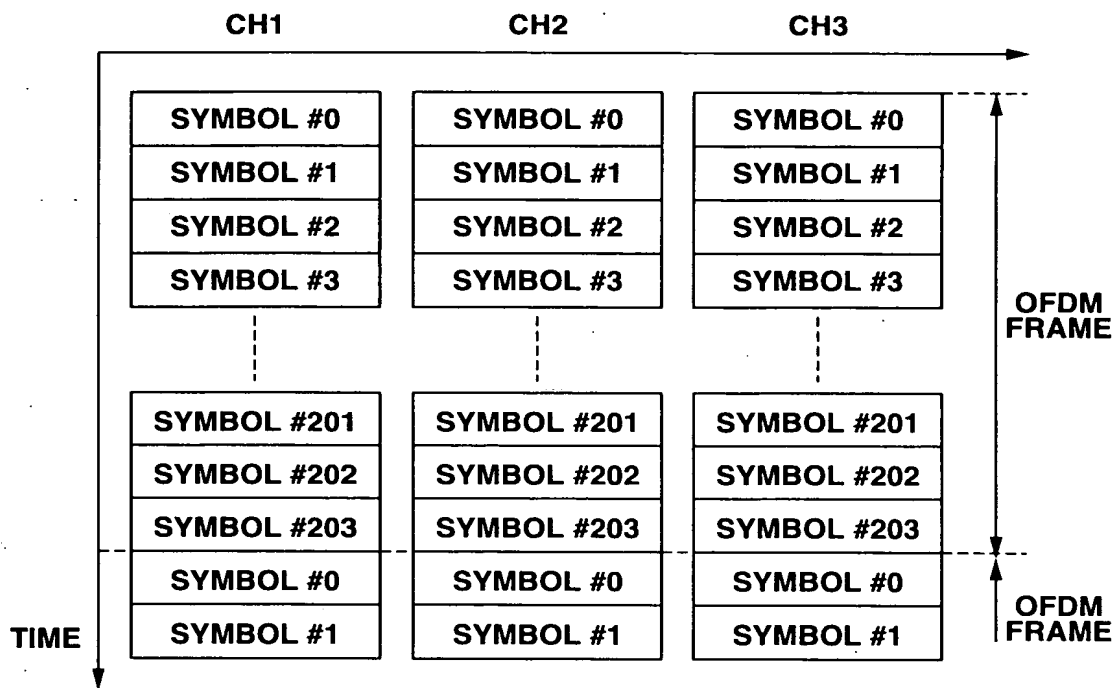 CH1 CH2 CH3
SYMBOL #0 SYMBOL #0 SYMBOL #0
SYMBOL #1 SYMBOL #1 SYMBOL #1
SYMBOL #2 SYMBOL #2 SYMBOL #2
SYMBOL #3 SYMBOL #3 SYMBOL #3
OFDM
FRAME
SYMBOL #201 SYMBOL #201 SYMBOL #201
SYMBOL #202 SYMBOL #202 SYMBOL #202
SYMBOL #203 SYMBOL #203 SYMBOL #203
SYMBOL #0 SYMBOL #0 SYMBOL #0
OFDM
FRAME
TIME SYMBOL #1 SYMBOL #1 SYMBOL #1